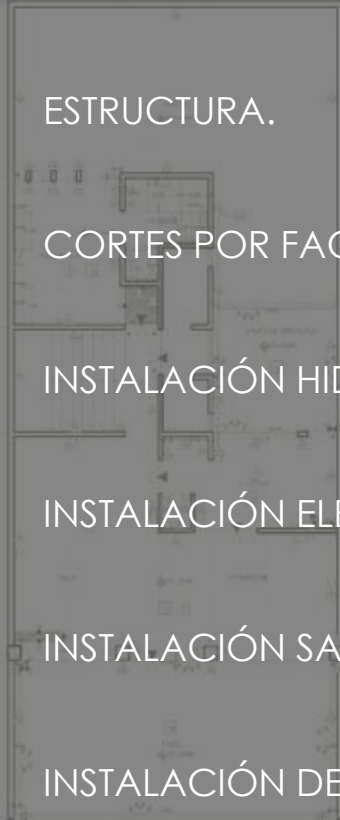 ESTRUCTURA.
CORTES POR FAC
INSTALACIÓN HID
INSTALACIÓN ELE
INSTALACIÓN SA
INSTALACIÓN DE